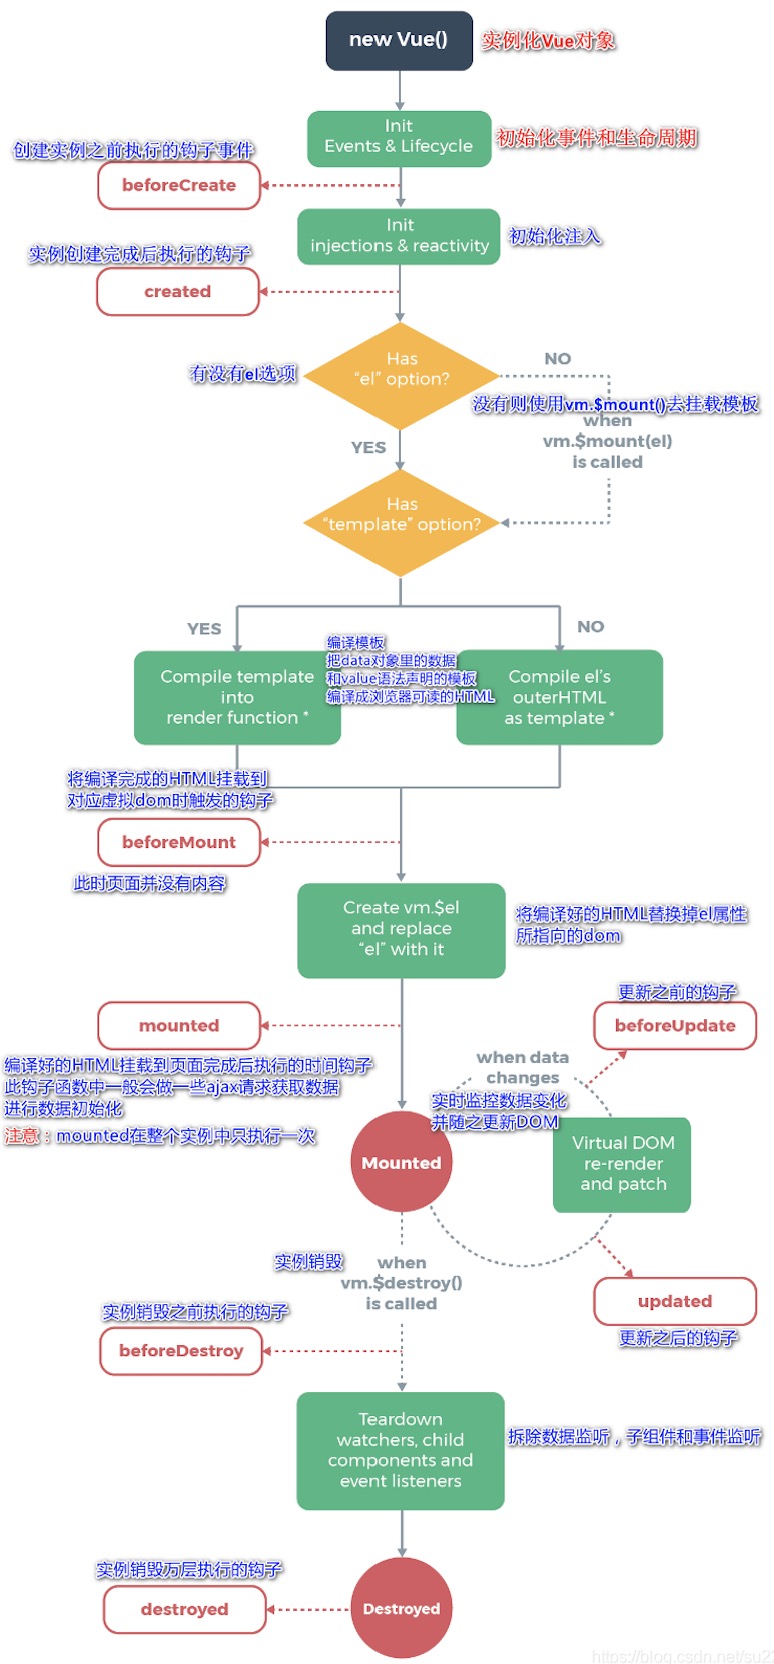 new Vue()
实例化Vue对象
Init
Events & Lifecycle
初始化事件和生命周期
创建实例之前执行的钩子事件
beforeCreate
Init
injections & reactivity
初始化注入
实例创建完成后执行的钩子
created
Has
“el” option?
有没有el选项
NO
没有则使用vm.$mount()去挂载模板
when
vm.$mount(el)
is called
YES
Has
“template” option?
YES
NO
编译模板
把data对象里的数据
和value语法声明的模板
编译成浏览器可读的HTML
Compile template
into
render function *
Compile el’s
outerHTML
as template *
将编译完成的HTML挂载到
对应虚拟dom时触发的钩子
beforeMount
此时页面并没有内容
Create vm.$el
and replace
“el” with it
将编译好的HTML替换掉el属性
所指向的dom
mounted
编译好的HTML挂载到页面完成后执行的时间钩子
此钩子函数中一般会做一些ajax请求获取数据
进行数据初始化
注意：mounted在整个实例中只执行一次
更新之前的钩子
beforeUpdate
when data
changes
实时监控数据变化
并随之更新DOM
Mounted
Virtual DOM
re-render
and patch
updated
更新之后的钩子
实例销毁
when
vm.$destroy()
is called
实例销毁之前执行的钩子
beforeDestroy
Teardown
watchers, child
components and
event listeners
拆除数据监听，子组件和事件监听
实例销毁万层执行的钩子
destroyed
Destroyed
https://blog.csdn.net/su22